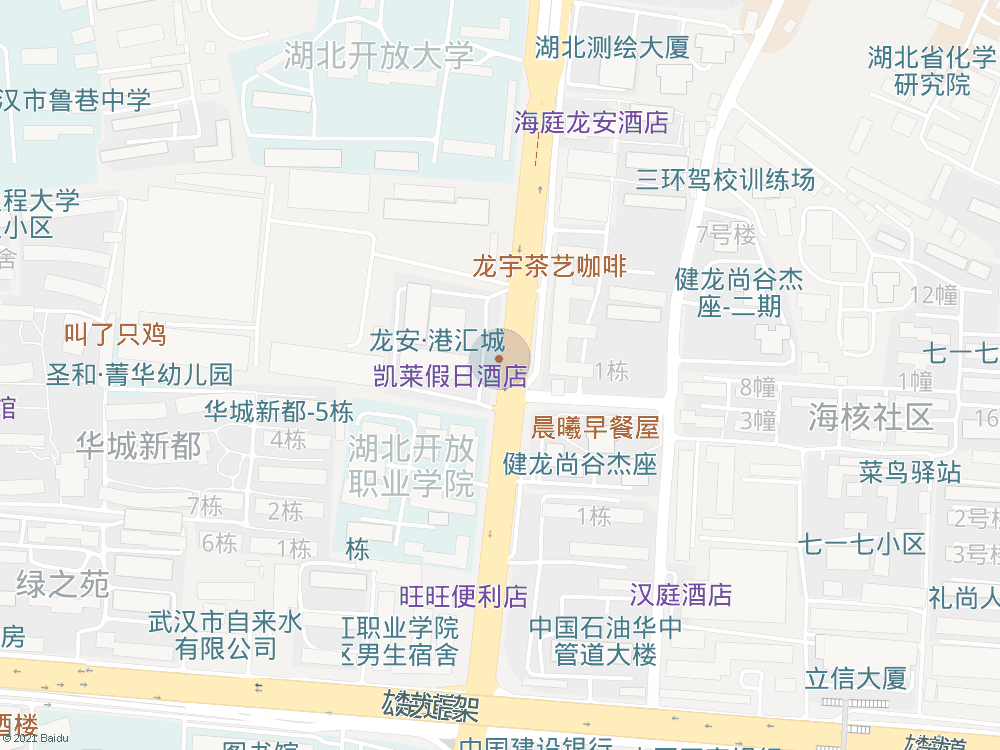 湖北开放大学
湖北测绘大厦
湖北省化学
研究院
汉市鲁巷中学
海庭龙安酒店
三环驾校训练场
程大学
小区
舍
7号楼
龙宇茶艺咖啡
健龙尚谷杰
座-二期
12幢
叫了只鸡
龙安·港汇城
七一七
圣和·菁华幼儿园
凯莱假日酒店
1栋
8幢
1幢
馆
华城新都-5栋
3幢
海核社区
16
晨曦早餐屋
华城新都
4栋
湖北开放
职业学院
健龙尚谷杰座
菜鸟驿站
7栋
2栋
1栋
2号楼
6栋
1栋
栋
七一七小区
3号楼
绿之苑
旺旺便利店
汉庭酒店
礼尚人
武汉市自来水
有限公司
房
职业学院
区男生宿舍
中国石油华中
管道大楼
立信大厦
酒楼
图书馆
中国建设银行
© 2021 Baidu